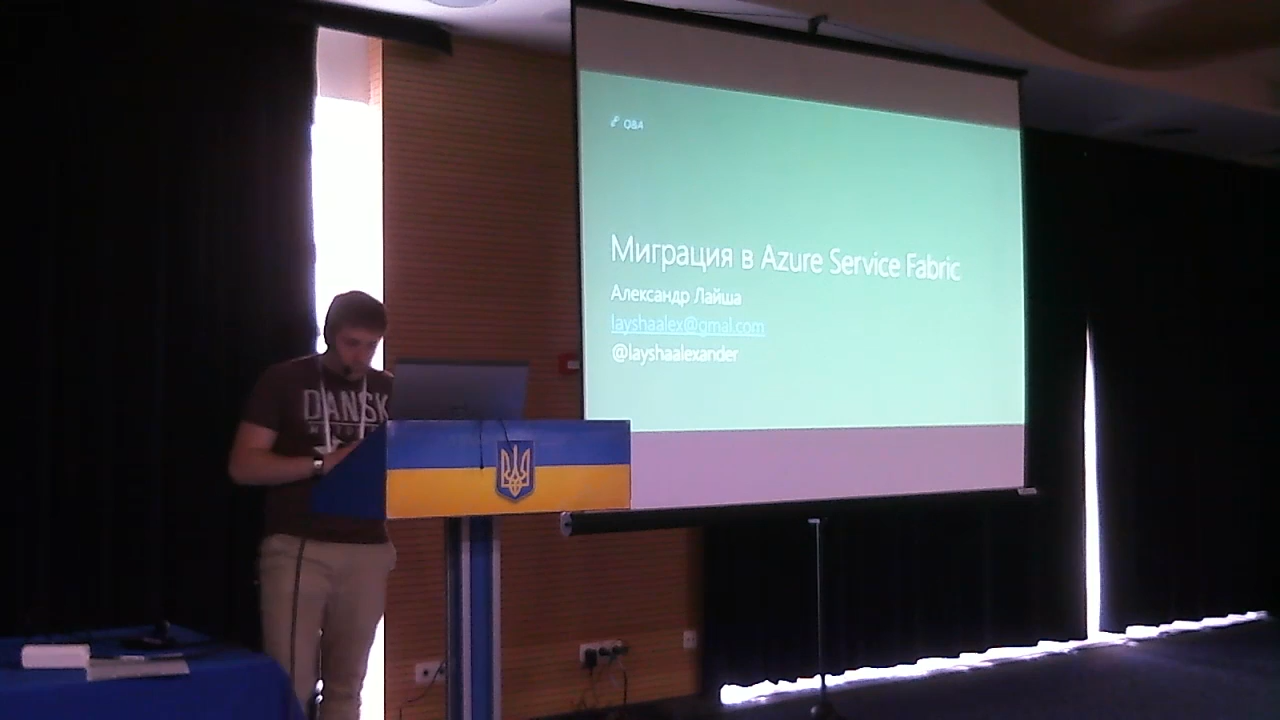 Q&A
Миграция в Azure Service Fabric
Александр Лайша
layshaalex@gmal.com
@layshaalexander
DANSK